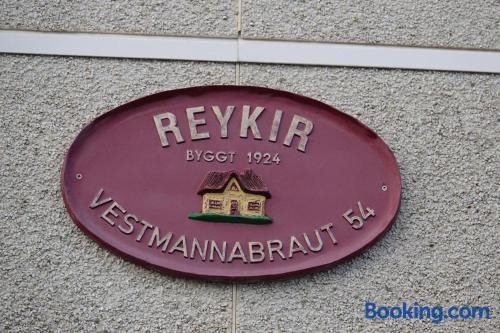 REYKIR
BYGGT 1924
VESTMANNABRAUT 54
Booking.com